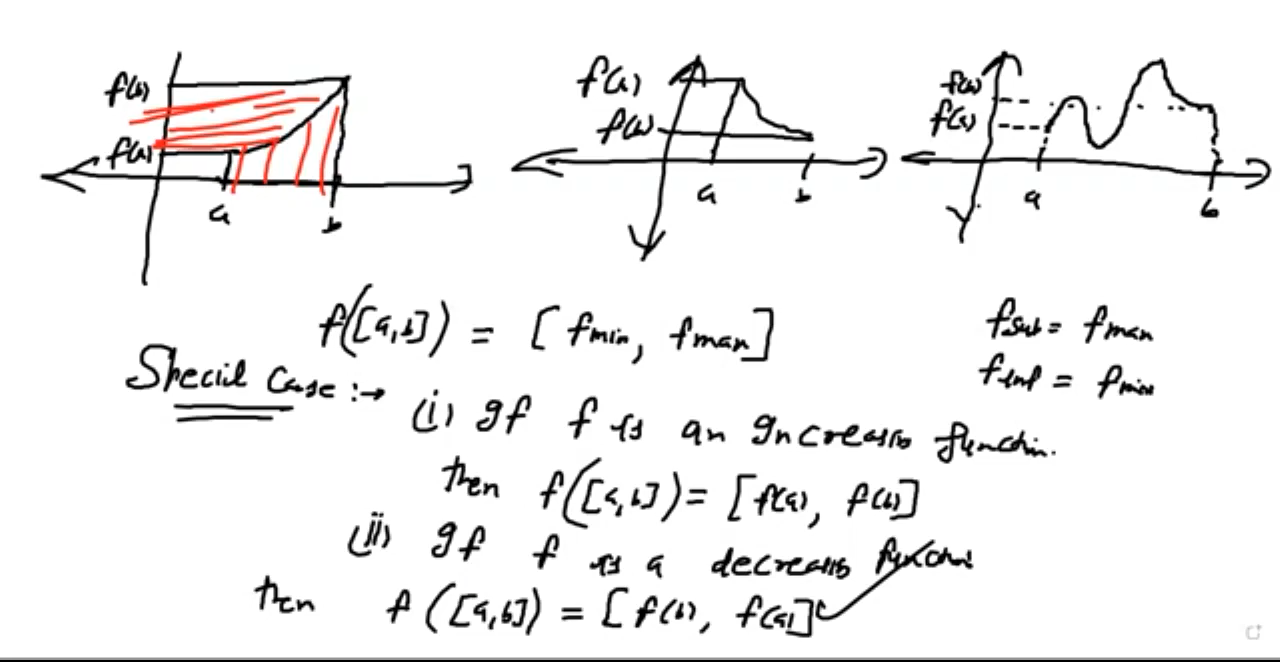 f(b) f(a) a b
f(a) f(b) a b
f(b) f(a) a b
f([a,b]) = [fmin, fmax]
fsub = fmax
finf = fmin
Special Case :→
(i) If f is an Increasing function.
then f([a,b]) = [f(a), f(b)]
(ii) If f is a decreasing function
then f([a,b]) = [f(b), f(a)]